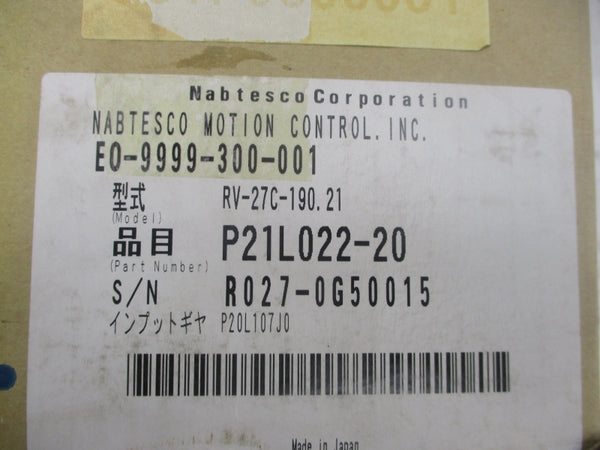 Nabtesco Corporation
NABTESCO MOTION CONTROL.INC.
EO-9999-300-001
型式 RV-27C-190.21
(Model)
品目 P21L022-20
(Part Number)
S/N R027-0G50015
インプットギヤ P20L107J0
Made in Japan